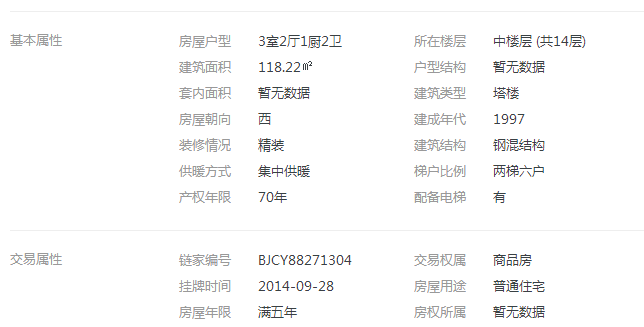 基本属性 房屋户型 3室2厅1厨2卫 所在楼层 中楼层 (共14层)
建筑面积 118.22㎡ 户型结构 暂无数据
套内面积 暂无数据 建筑类型 塔楼
房屋朝向 西 建成年代 1997
装修情况 精装 建筑结构 钢混结构
供暖方式 集中供暖 梯户比例 两梯六户
产权年限 70年 配备电梯 有
交易属性 链家编号 BJCY88271304 交易权属 商品房
挂牌时间 2014-09-28 房屋用途 普通住宅
房屋年限 满五年 房权所属 暂无数据